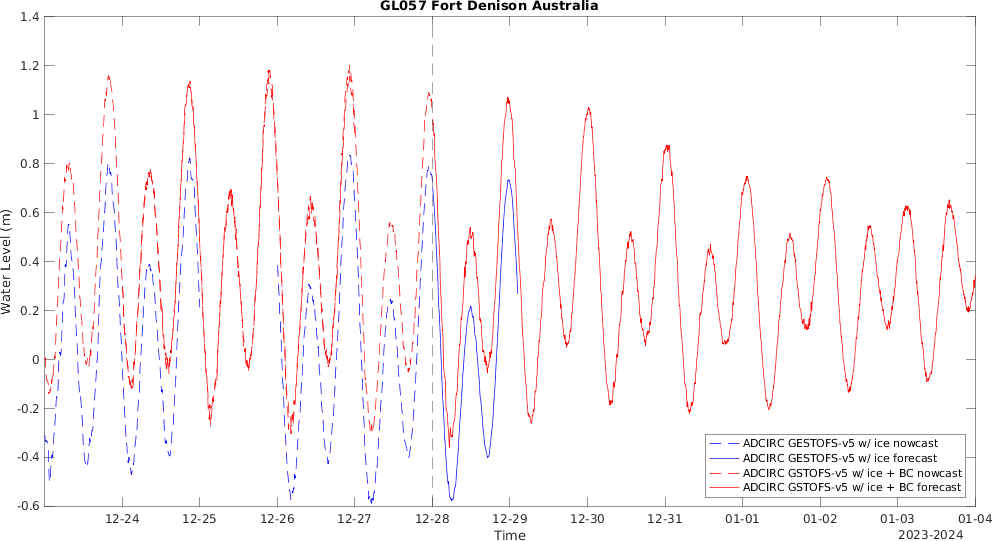 GL057 Fort Denison Australia
1.4
1.2
1
0.8
0.6
0.4
0.2
0
-0.2
-0.4
-0.6
Water Level (m)
ADCIRC GESTOFS-v5 w/ ice nowcast
ADCIRC GESTOFS-v5 w/ ice forecast
ADCIRC GSTOFS-v5 w/ ice + BC nowcast
ADCIRC GSTOFS-v5 w/ ice + BC forecast
12-24 12-25 12-26 12-27 12-28 12-29 12-30 12-31 01-01 01-02 01-03 01-04
Time
2023-2024